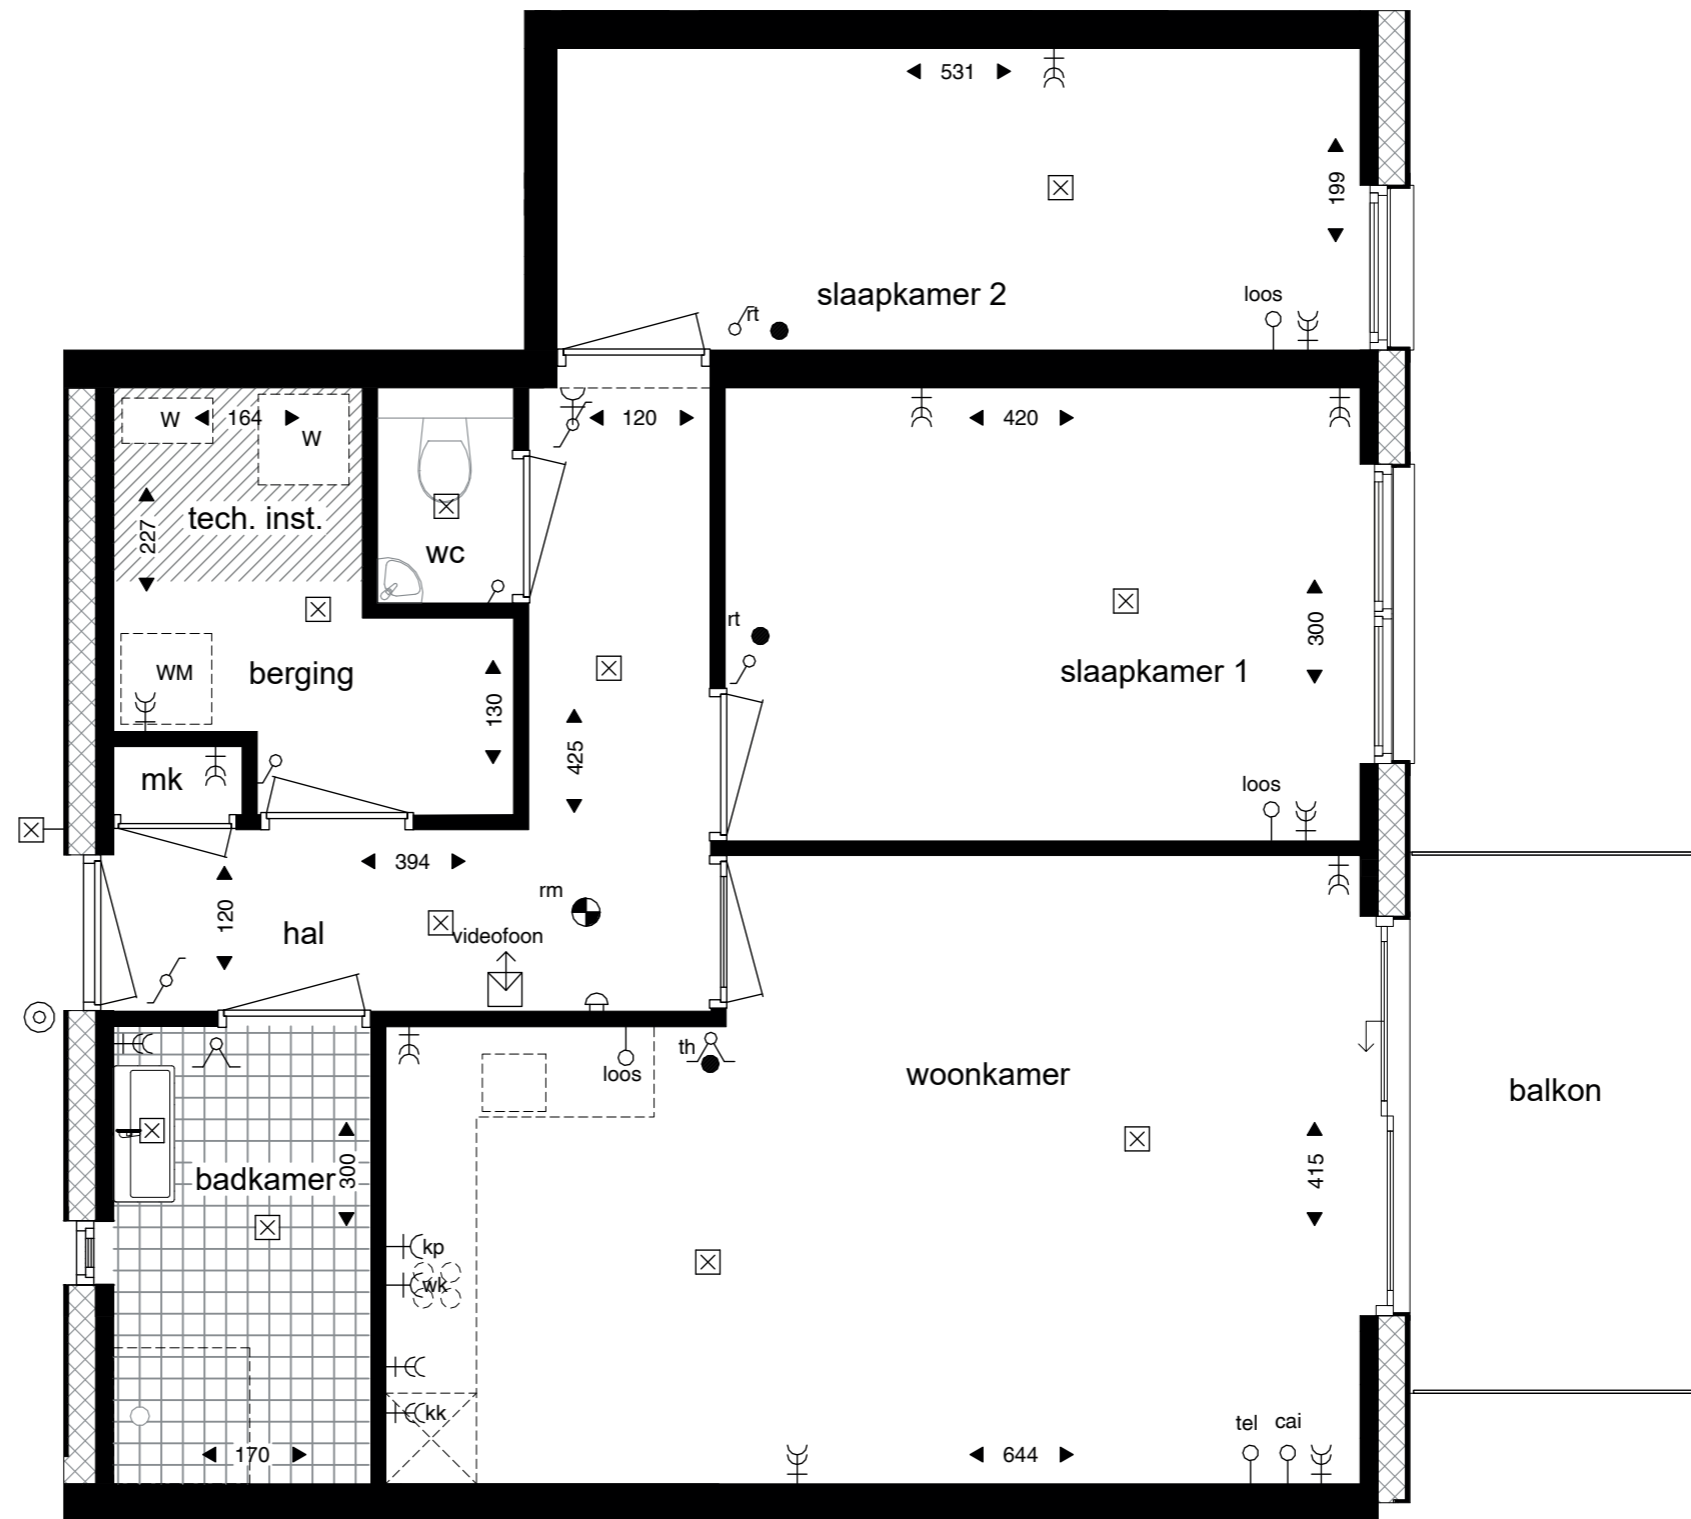 531
199
slaapkamer 2
loos
rt
W
164
W
120
420
227
tech. inst.
wc
rt
300
slaapkamer 1
WM
berging
130
425
mk
loos
394
rm
120
hal
videofoon
th
loos
woonkamer
balkon
badkamer
300
415
kp
wk
kk
tel
cai
170
644